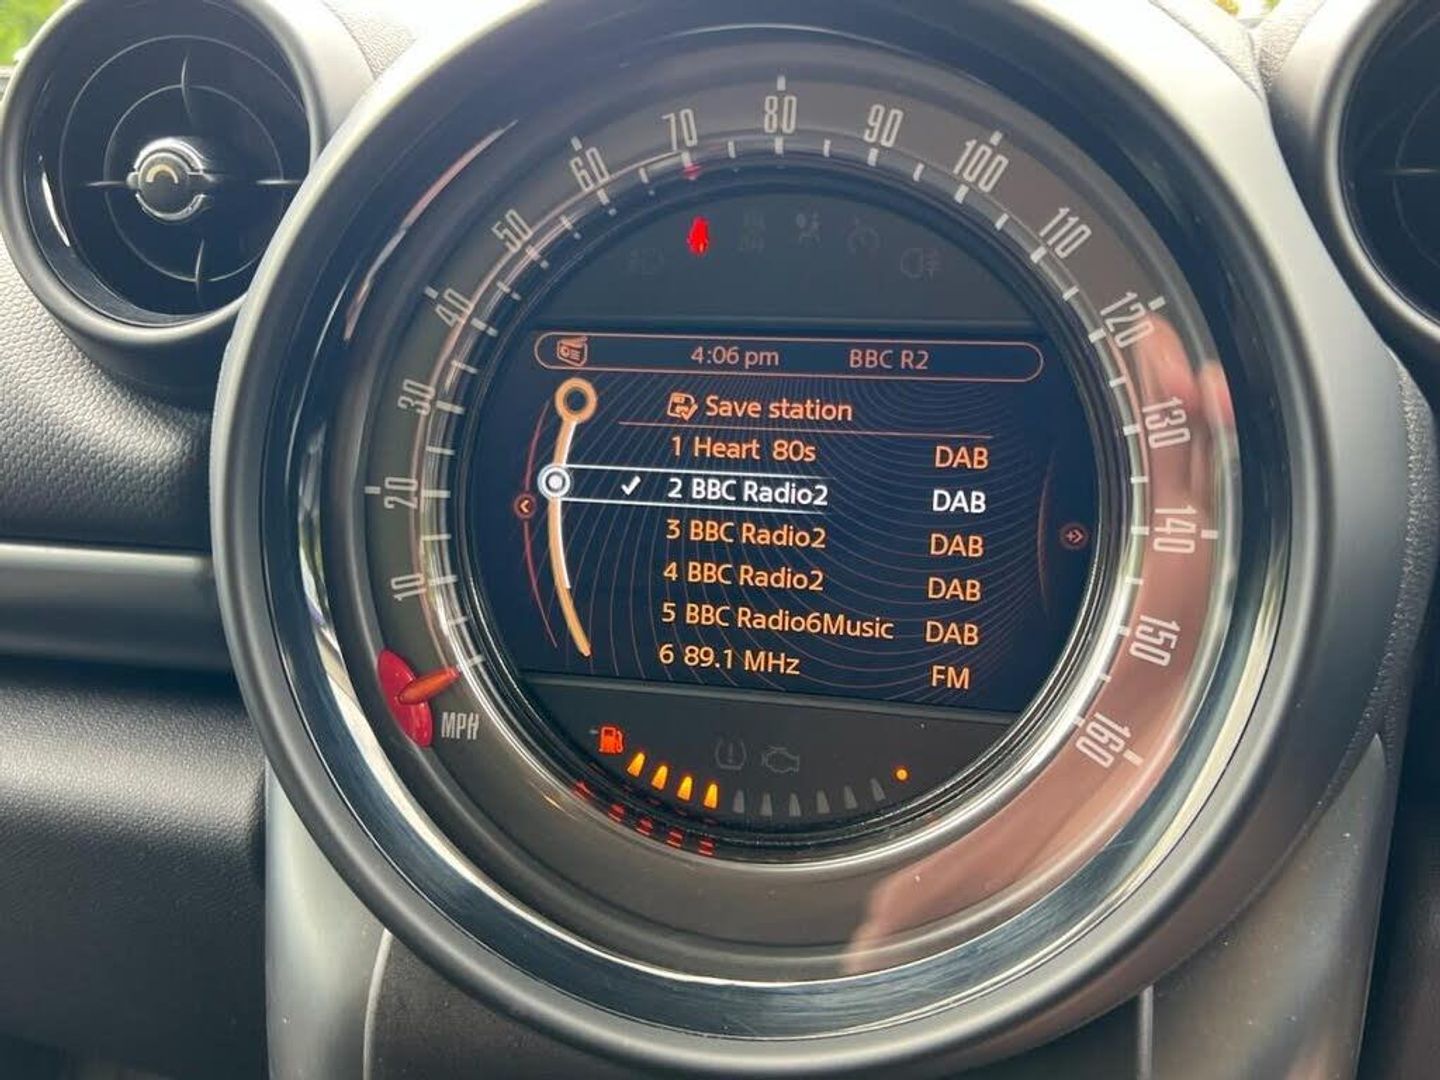 10
20
30
40
50
60
70
80
90
100
110
120
130
140
150
160
MPH
4:06 pm BBC R2
Save station
1 Heart 80s DAB
2 BBC Radio2 DAB
3 BBC Radio2 DAB
4 BBC Radio2 DAB
5 BBC Radio6Music DAB
6 89.1 MHz FM